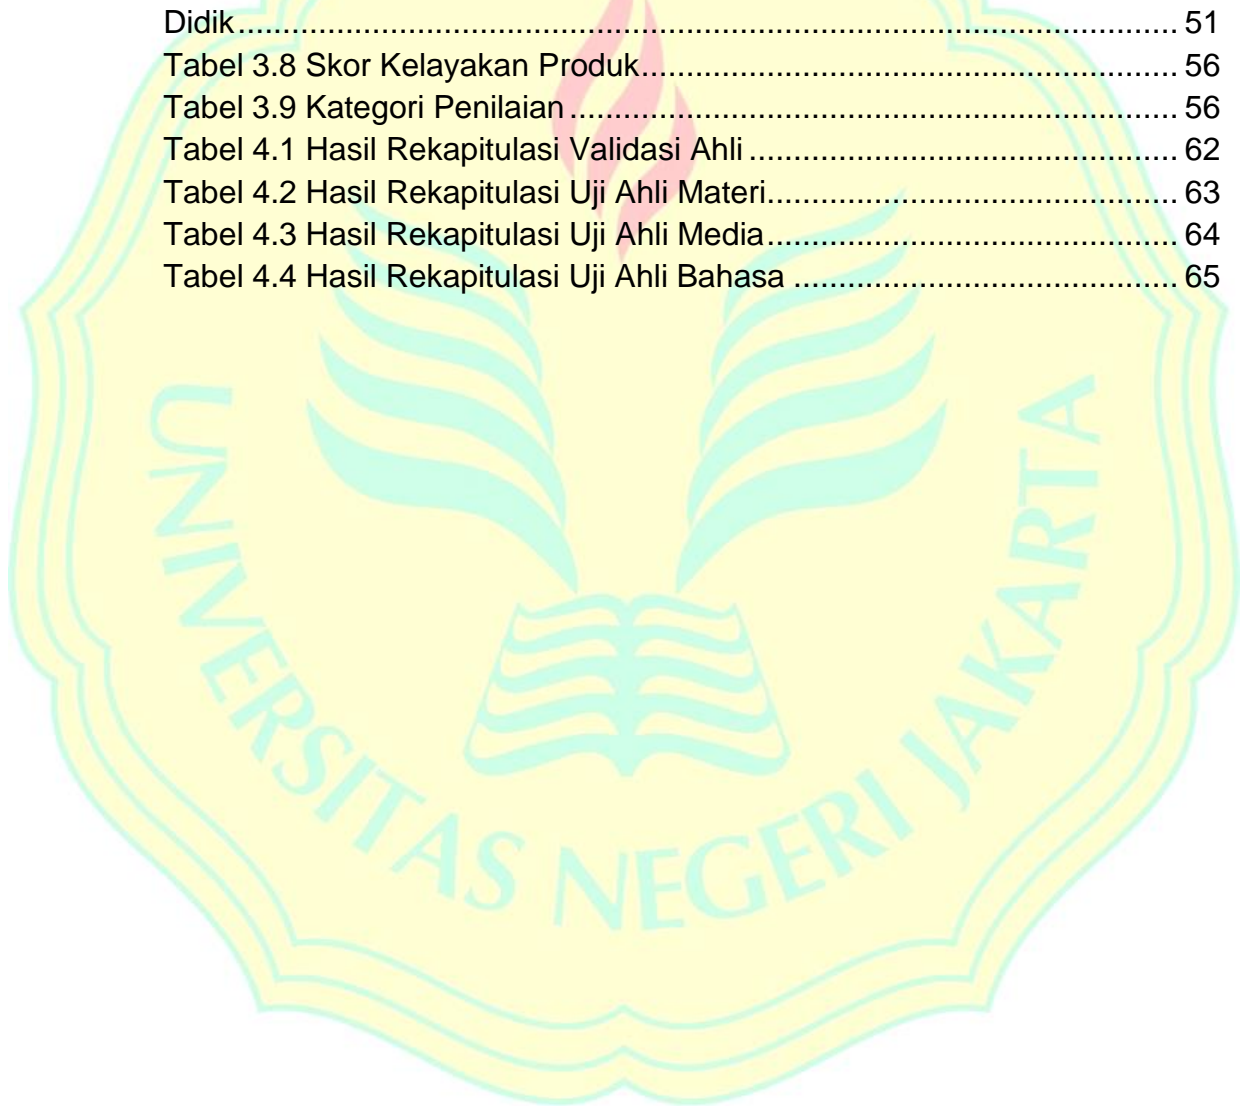 Didik........................................................................................................ 51
Tabel 3.8 Skor Kelayakan Produk............................................................ 56
Tabel 3.9 Kategori Penilaian .................................................................... 56
Tabel 4.1 Hasil Rekapitulasi Validasi Ahli ................................................ 62
Tabel 4.2 Hasil Rekapitulasi Uji Ahli Materi.............................................. 63
Tabel 4.3 Hasil Rekapitulasi Uji Ahli Media.............................................. 64
Tabel 4.4 Hasil Rekapitulasi Uji Ahli Bahasa ........................................... 65
UNIVERSITAS NEGERI JAKARTA